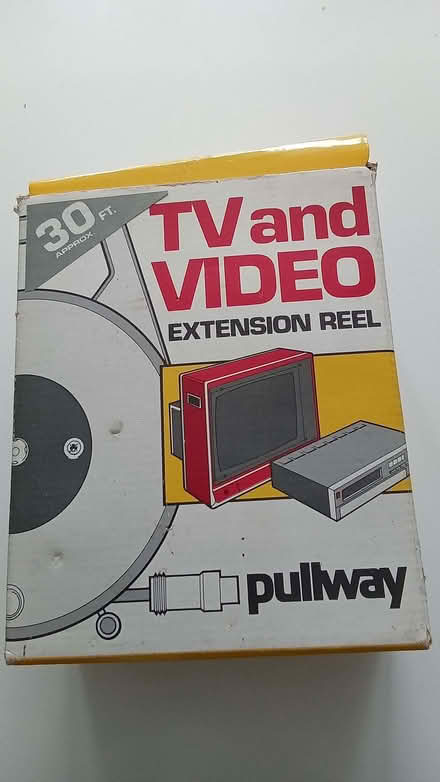 30 FT.
APPROX.
TV and
VIDEO
EXTENSION REEL
pullway